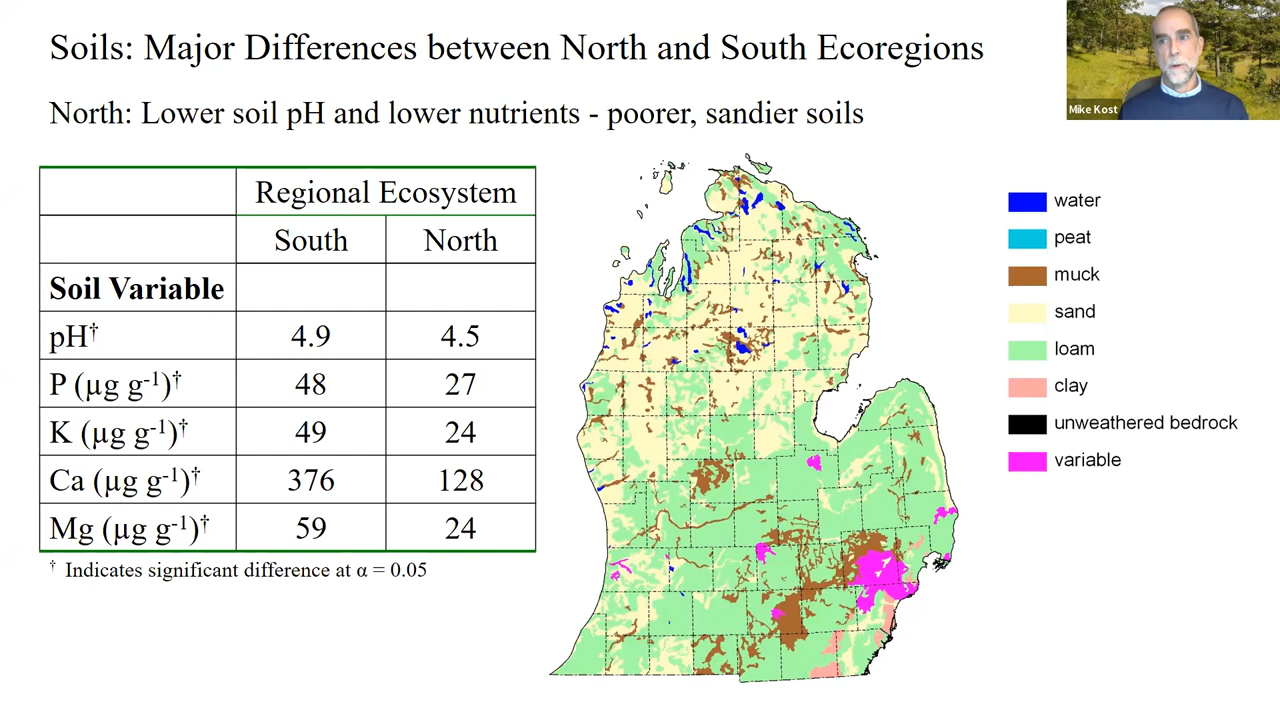 Soils: Major Differences between North and South Ecoregions
North: Lower soil pH and lower nutrients - poorer, sandier soils
Mike Kost
Regional Ecosystem
South North
Soil Variable
pH† 4.9 4.5
P (µg g-1)† 48 27
K (µg g-1)† 49 24
Ca (µg g-1)† 376 128
Mg (µg g-1)† 59 24
† Indicates significant difference at α = 0.05
water
peat
muck
sand
loam
clay
unweathered bedrock
variable